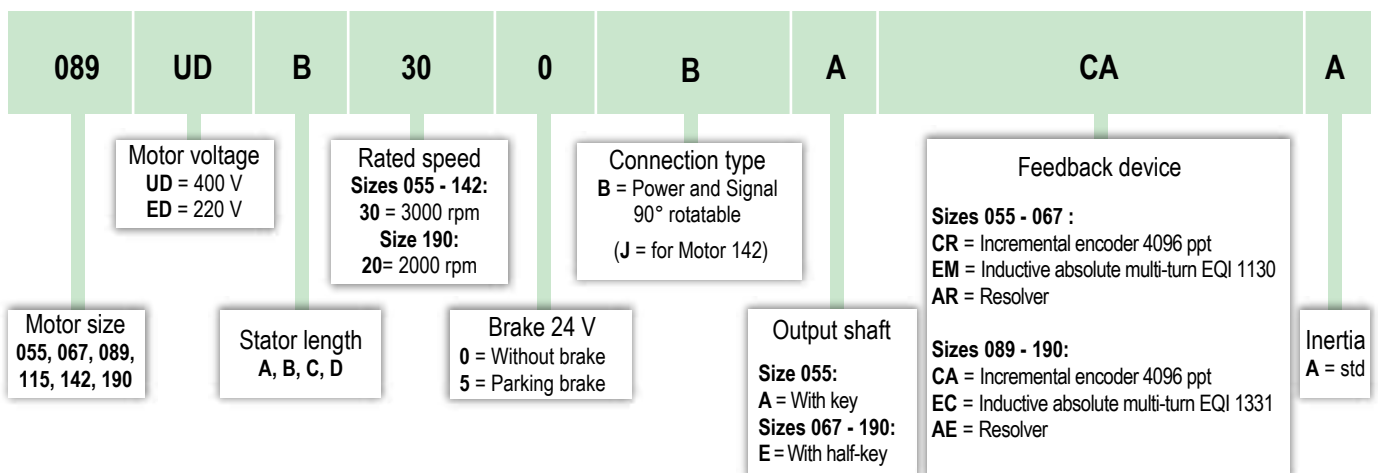 089 UD B 30 0 B A CA A
Motor voltage
UD = 400 V
ED = 220 V
Rated speed
Sizes 055 - 142:
30 = 3000 rpm
Size 190:
20= 2000 rpm
Connection type
B = Power and Signal
90° rotatable
(J = for Motor 142)
Feedback device
Sizes 055 - 067 :
CR = Incremental encoder 4096 ppt
EM = Inductive absolute multi-turn EQI 1130
AR = Resolver
Sizes 089 - 190:
CA = Incremental encoder 4096 ppt
EC = Inductive absolute multi-turn EQI 1331
AE = Resolver
Motor size
055, 067, 089,
115, 142, 190
Stator length
A, B, C, D
Brake 24 V
0 = Without brake
5 = Parking brake
Output shaft
Size 055:
A = With key
Sizes 067 - 190:
E = With half-key
Inertia
A = std